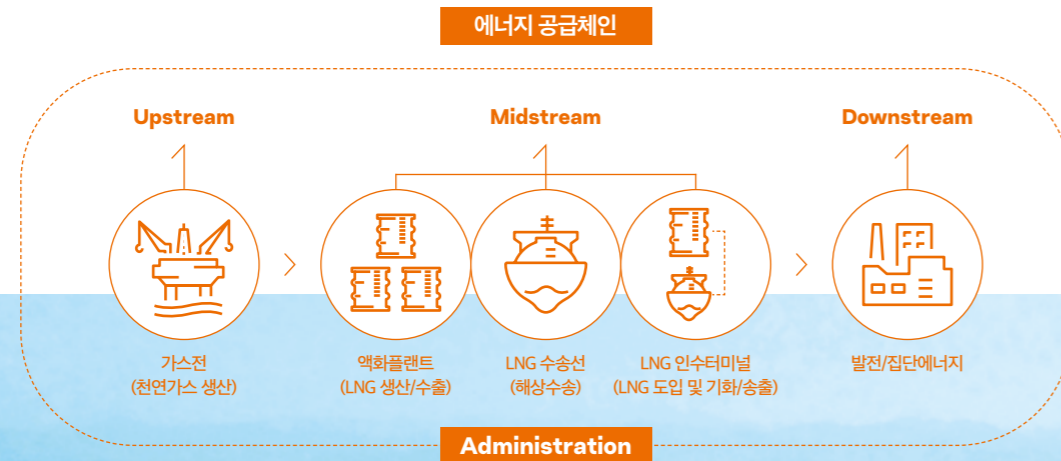 에너지 공급체인
Upstream
Midstream
Downstream
가스전
(천연가스 생산)
액화플랜트
(LNG 생산/수출)
LNG 수송선
(해상수송)
LNG 인수터미널
(LNG 도입 및 기화/송출)
발전/집단에너지
Administration